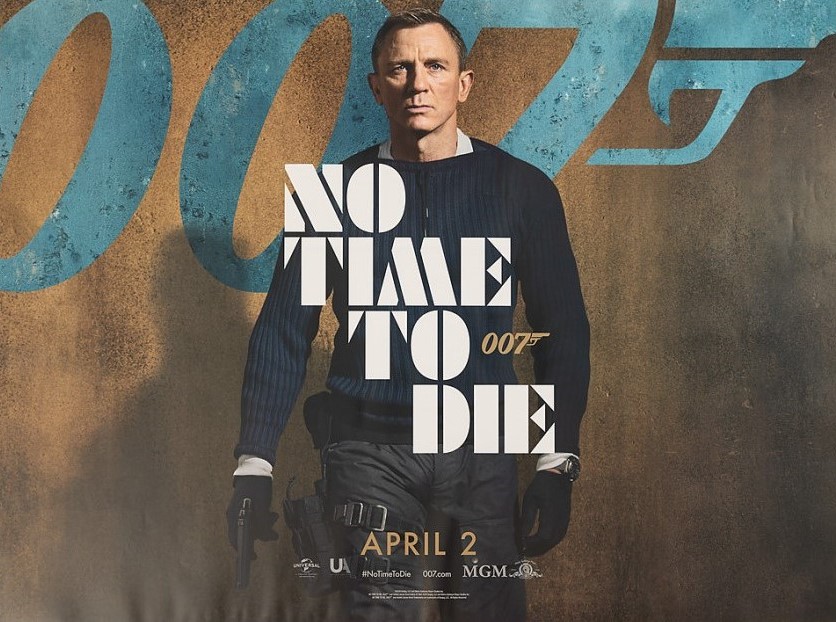 007
NO
TIME
TO
007
DIE
APRIL 2
UNIVERSAL
UA
#NoTimeToDie
007.com
MGM